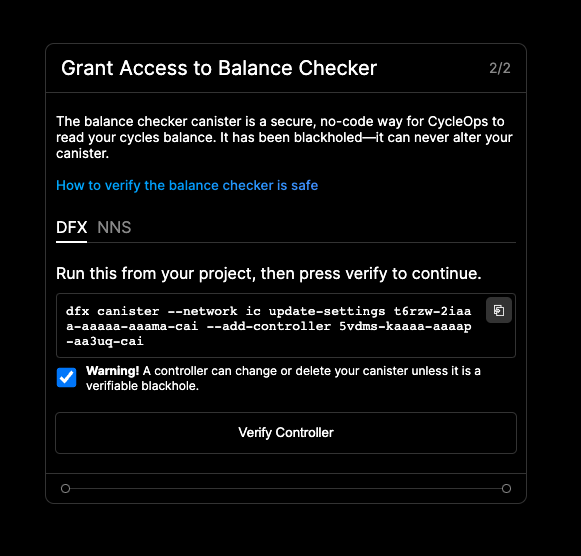 Grant Access to Balance Checker
2/2
The balance checker canister is a secure, no-code way for CycleOps to
read your cycles balance. It has been blackholed—it can never alter your
canister.
How to verify the balance checker is safe
DFX NNS
Run this from your project, then press verify to continue.
dfx canister --network ic update-settings t6rzw-2iaa
a-aaaaa-aaama-cai --add-controller 5vdms-kaaaa-aaaap
-aa3uq-cai
Warning! A controller can change or delete your canister unless it is a
verifiable blackhole.
Verify Controller